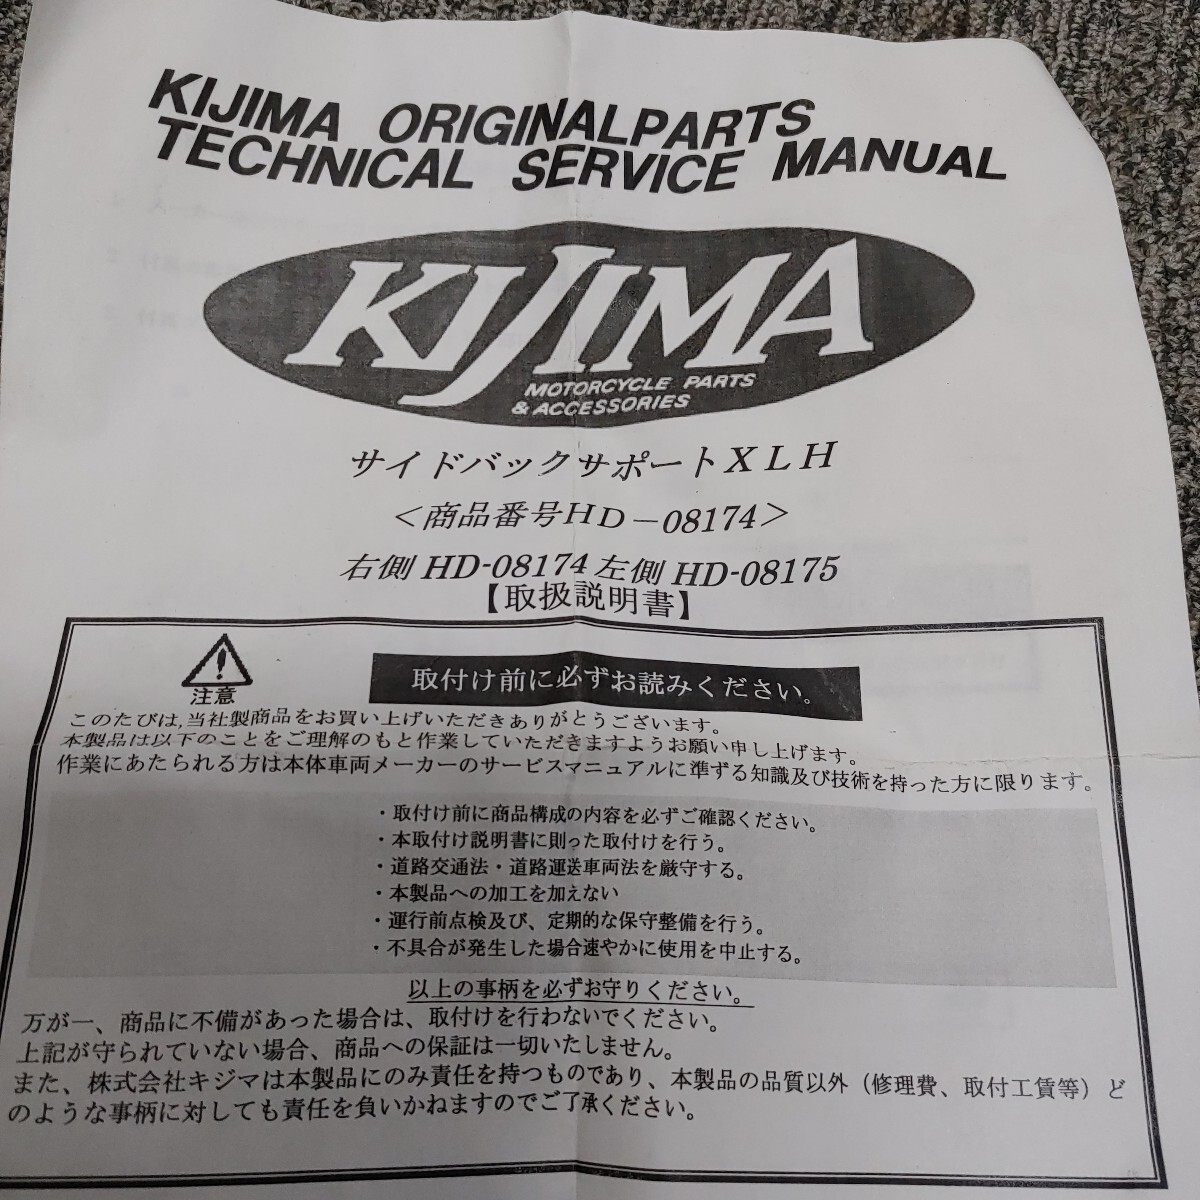 KIJIMA ORIGINALPARTS
TECHNICAL SERVICE MANUAL
KIJIMA
MOTORCYCLE PARTS
& ACCESSORIES
サイドバックサポートXLH
＜商品番号HD－08174＞
右側 HD-08174 左側 HD-08175
【取扱説明書】
注意
取付け前に必ずお読みください。
このたびは,当社製商品をお買い上げいただきありがとうございます。
本製品は以下のことをご理解のもと作業していただきますようお願い申し上げます。
作業にあたられる方は本体車両メーカーのサービスマニュアルに準ずる知識及び技術を持った方に限ります。
・取付け前に商品構成の内容を必ずご確認ください。
・本取付け説明書に則った取付けを行う。
・道路交通法・道路運送車両法を厳守する。
・本製品への加工を加えない
・運行前点検及び、定期的な保守整備を行う。
・不具合が発生した場合速やかに使用を中止する。
以上の事柄を必ずお守りください。
万が一、商品に不備があった場合は、取付けを行わないでください。
上記が守られていない場合、商品への保証は一切いたしません。
また、株式会社キジマは本製品にのみ責任を持つものであり、本製品の品質以外（修理費、取付工賃等）ど
のような事柄に対しても責任を負いかねますのでご了承ください。